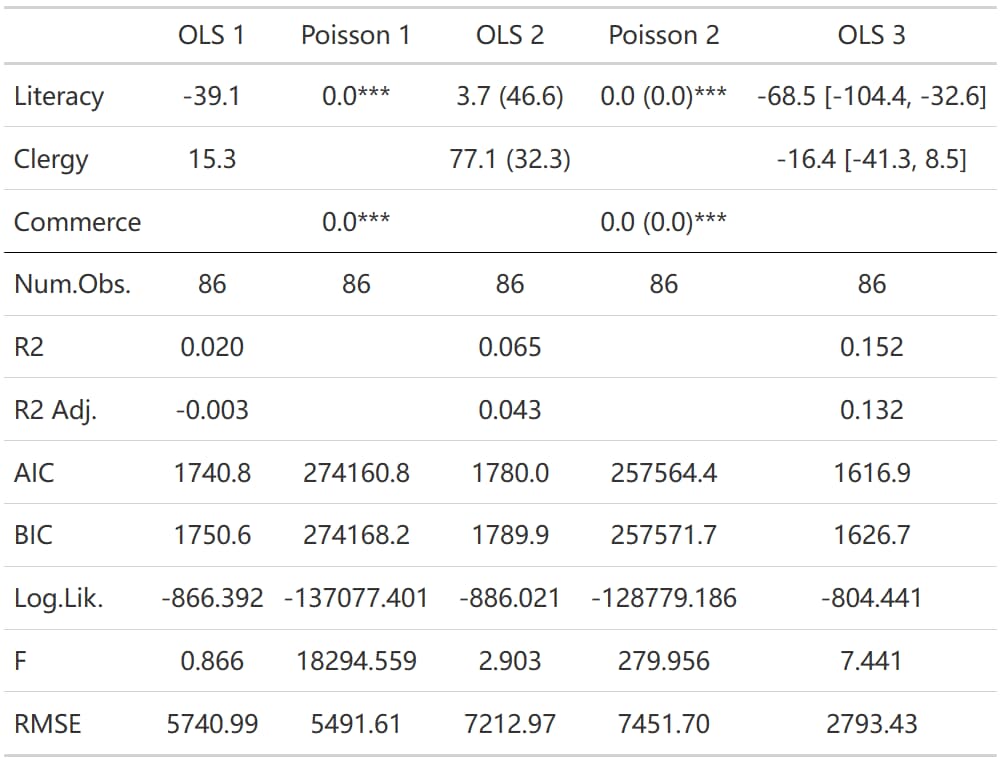 OLS 1 Poisson 1 OLS 2 Poisson 2 OLS 3
Literacy -39.1 0.0*** 3.7 (46.6) 0.0 (0.0)*** -68.5 [-104.4, -32.6]
Clergy 15.3 77.1 (32.3) -16.4 [-41.3, 8.5]
Commerce 0.0*** 0.0 (0.0)***
Num.Obs. 86 86 86 86 86
R2 0.020 0.065 0.152
R2 Adj. -0.003 0.043 0.132
AIC 1740.8 274160.8 1780.0 257564.4 1616.9
BIC 1750.6 274168.2 1789.9 257571.7 1626.7
Log.Lik. -866.392 -137077.401 -886.021 -128779.186 -804.441
F 0.866 18294.559 2.903 279.956 7.441
RMSE 5740.99 5491.61 7212.97 7451.70 2793.43